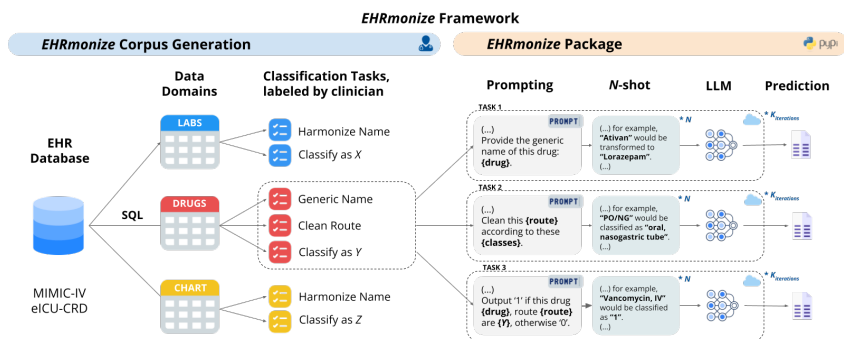 EHRmonize Framework
EHRmonize Corpus Generation
EHRmonize Package
pypi
Data
Domains
Classification Tasks,
labeled by clinician
Prompting
N-shot
LLM
Prediction
EHR
Database
SQL
MIMIC-IV
eICU-CRD
LABS
Harmonize Name
Classify as X
DRUGS
Generic Name
Clean Route
Classify as Y
CHART
Harmonize Name
Classify as Z
TASK 1
PROMPT
(...)
Provide the generic
name of this drug:
{drug}.
* N
(...) for example,
"Ativan" would be
transformed to
"Lorazepam".
(...)
* K iterations
TASK 2
PROMPT
(...)
Clean this {route}
according to these
{classes}.
* N
(...) for example,
"PO/NG" would be
classified as "oral,
nasogastric tube".
(...)
* K iterations
TASK 3
PROMPT
(...)
Output '1' if this drug
{drug}, route {route}
are {Y}, otherwise '0'.
* N
(...) for example,
"Vancomycin, IV"
would be classified
as "1".
(...)
* K iterations